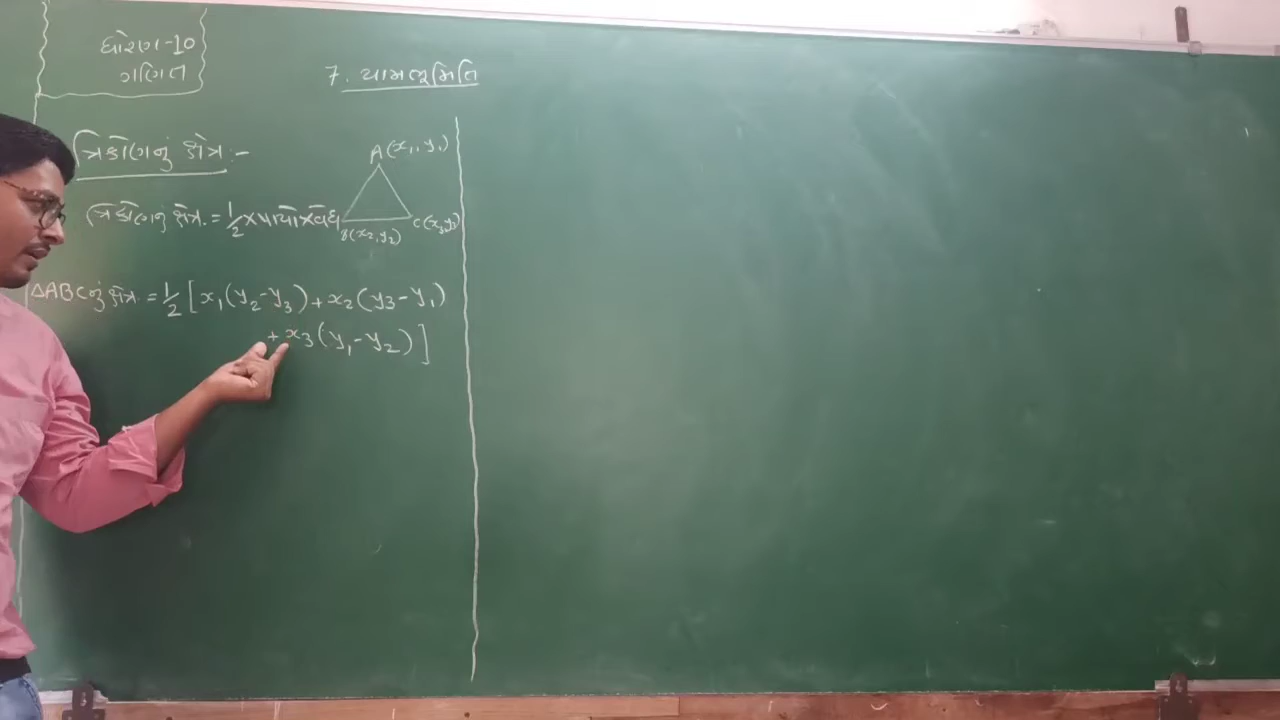 ધોરણ-10
ગણિત
7. યામભૂમિતિ
ત્રિકોણનું ક્ષેત્ર :-
A(x₁, y₁)
ત્રિકોણનું ક્ષેત્ર. = 1/2 × પાયો × વેધ
B(x₂, y₂)
C(x₃, y₃)
△ABC નું ક્ષેત્ર. = 1/2 [ x₁(y₂-y₃) + x₂(y₃-y₁)
+ x₃(y₁-y₂) ]